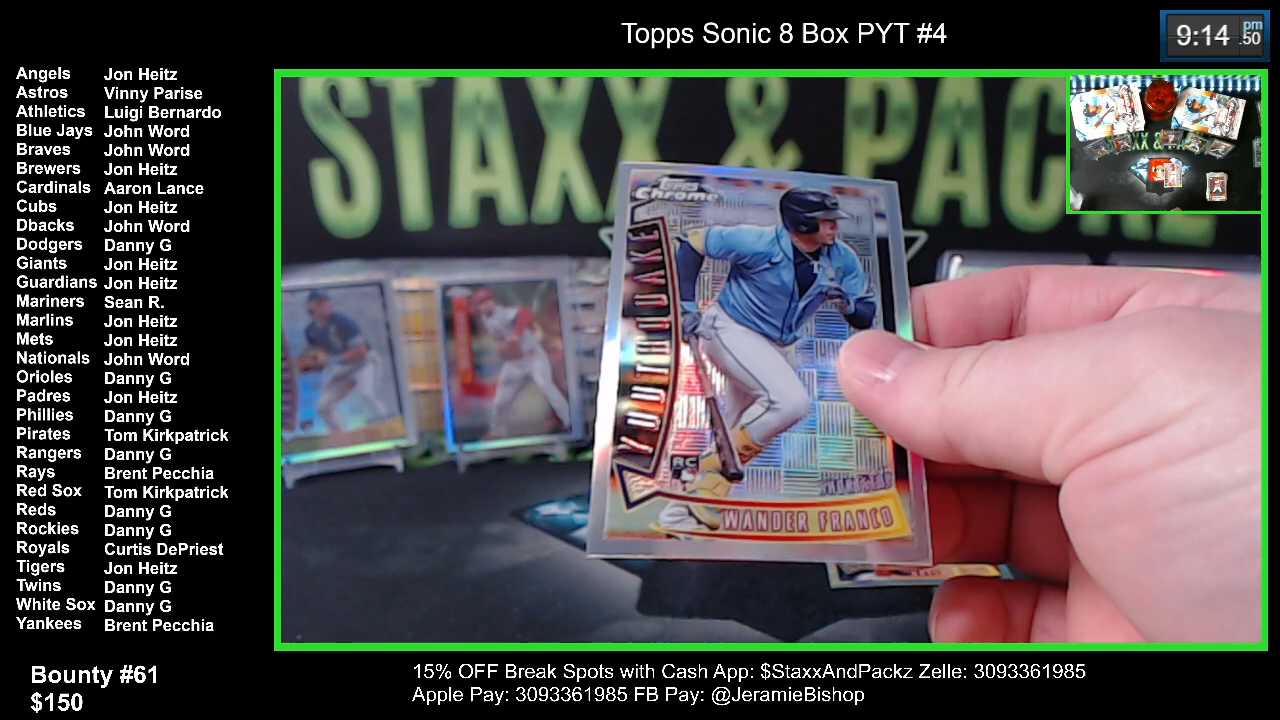 Topps Sonic 8 Box PYT #4
9:14 pm .50
Angels Jon Heitz
Astros Vinny Parise
Athletics Luigi Bernardo
Blue Jays John Word
Braves John Word
Brewers Jon Heitz
Cardinals Aaron Lance
Cubs Jon Heitz
Dbacks John Word
Dodgers Danny G
Giants Jon Heitz
Guardians Jon Heitz
Mariners Sean R.
Marlins Jon Heitz
Mets Jon Heitz
Nationals John Word
Orioles Danny G
Padres Jon Heitz
Phillies Danny G
Pirates Tom Kirkpatrick
Rangers Danny G
Rays Brent Pecchia
Red Sox Tom Kirkpatrick
Reds Danny G
Rockies Danny G
Royals Curtis DePriest
Tigers Jon Heitz
Twins Danny G
White Sox Danny G
Yankees Brent Pecchia
STAXX & PAC
Topps
Chrome
YOUTHQUAKE
RC
SHORTSTOP
WANDER FRANCO
XX & PA
Bounty #61
$150
15% OFF Break Spots with Cash App: $StaxxAndPackz Zelle: 3093361985
Apple Pay: 3093361985 FB Pay: @JeramieBishop